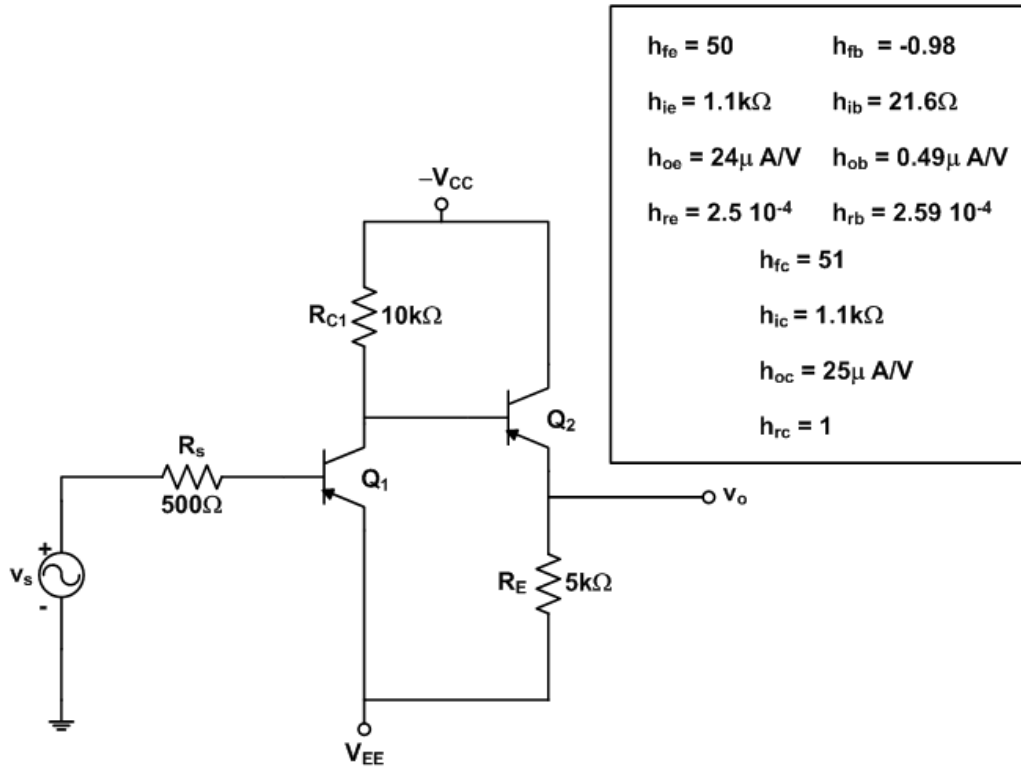 h_fe = 50 h_fb = -0.98
h_ie = 1.1kΩ h_ib = 21.6Ω
h_oe = 24μ A/V h_ob = 0.49μ A/V
h_re = 2.5 10^-4 h_rb = 2.59 10^-4
h_fc = 51
h_ic = 1.1kΩ
h_oc = 25μ A/V
h_rc = 1
–V_CC
R_C1 10kΩ
Q_2
R_s
500Ω
Q_1
v_o
+
v_s
-
R_E 5kΩ
V_EE